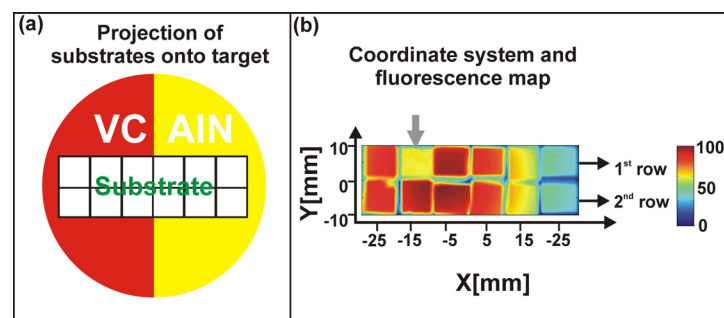 (a)
Projection of
substrates onto target
VC AlN
Substrate
(b)
Coordinate system and
fluorescence map
Y[mm]
10
0
-10
-25 -15 -5 5 15 -25
X[mm]
1st row
2nd row
100
50
0